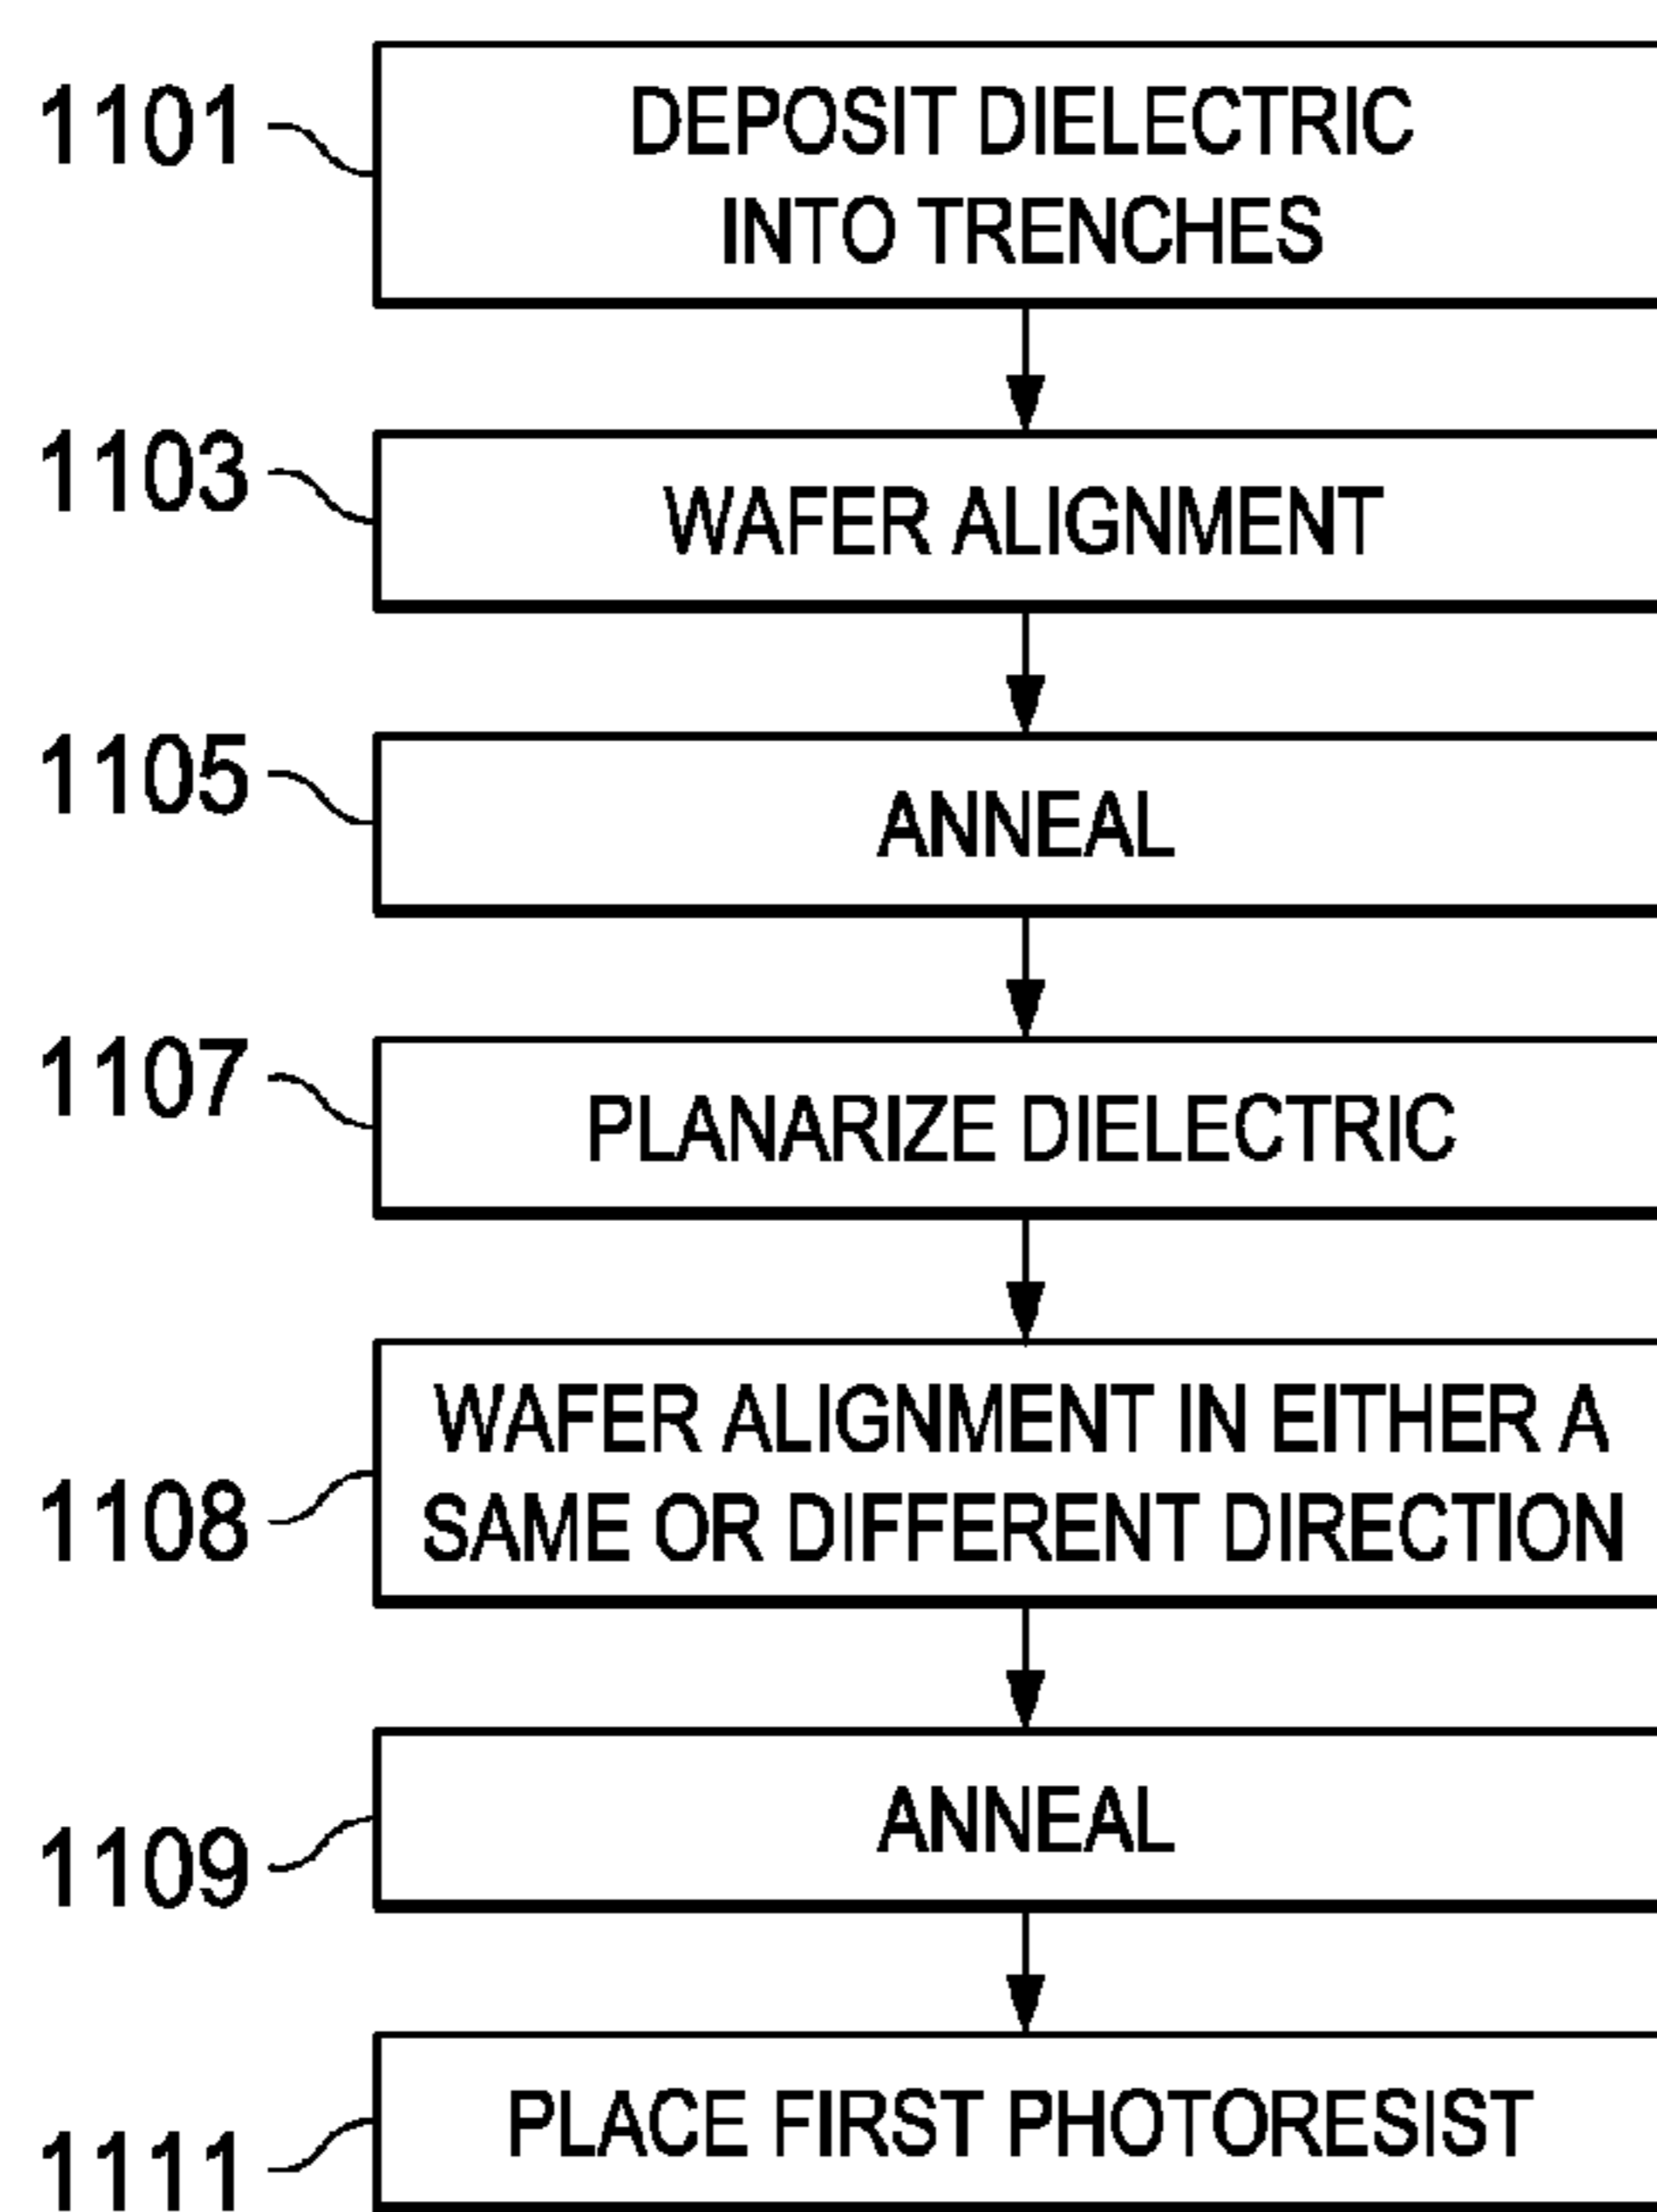 1101
DEPOSIT DIELECTRIC
INTO TRENCHES
1103
WAFER ALIGNMENT
1105
ANNEAL
1107
PLANARIZE DIELECTRIC
1108
WAFER ALIGNMENT IN EITHER A
SAME OR DIFFERENT DIRECTION
1109
ANNEAL
1111
PLACE FIRST PHOTORESIST